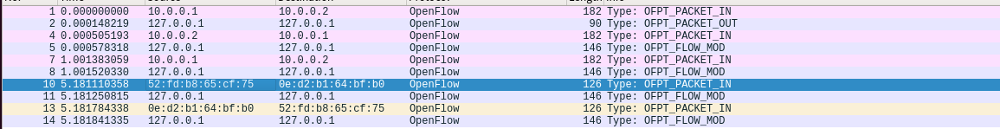 1 0.000000000 10.0.0.1 10.0.0.2 OpenFlow 182 Type: OFPT_PACKET_IN
2 0.000148219 127.0.0.1 127.0.0.1 OpenFlow 90 Type: OFPT_PACKET_OUT
4 0.000505193 10.0.0.2 10.0.0.1 OpenFlow 182 Type: OFPT_PACKET_IN
5 0.000578318 127.0.0.1 127.0.0.1 OpenFlow 146 Type: OFPT_FLOW_MOD
7 1.001383059 10.0.0.1 10.0.0.2 OpenFlow 182 Type: OFPT_PACKET_IN
8 1.001520330 127.0.0.1 127.0.0.1 OpenFlow 146 Type: OFPT_FLOW_MOD
10 5.181110358 52:fd:b8:65:cf:75 0e:d2:b1:64:bf:b0 OpenFlow 126 Type: OFPT_PACKET_IN
11 5.181250815 127.0.0.1 127.0.0.1 OpenFlow 146 Type: OFPT_FLOW_MOD
13 5.181784338 0e:d2:b1:64:bf:b0 52:fd:b8:65:cf:75 OpenFlow 126 Type: OFPT_PACKET_IN
14 5.181841335 127.0.0.1 127.0.0.1 OpenFlow 146 Type: OFPT_FLOW_MOD